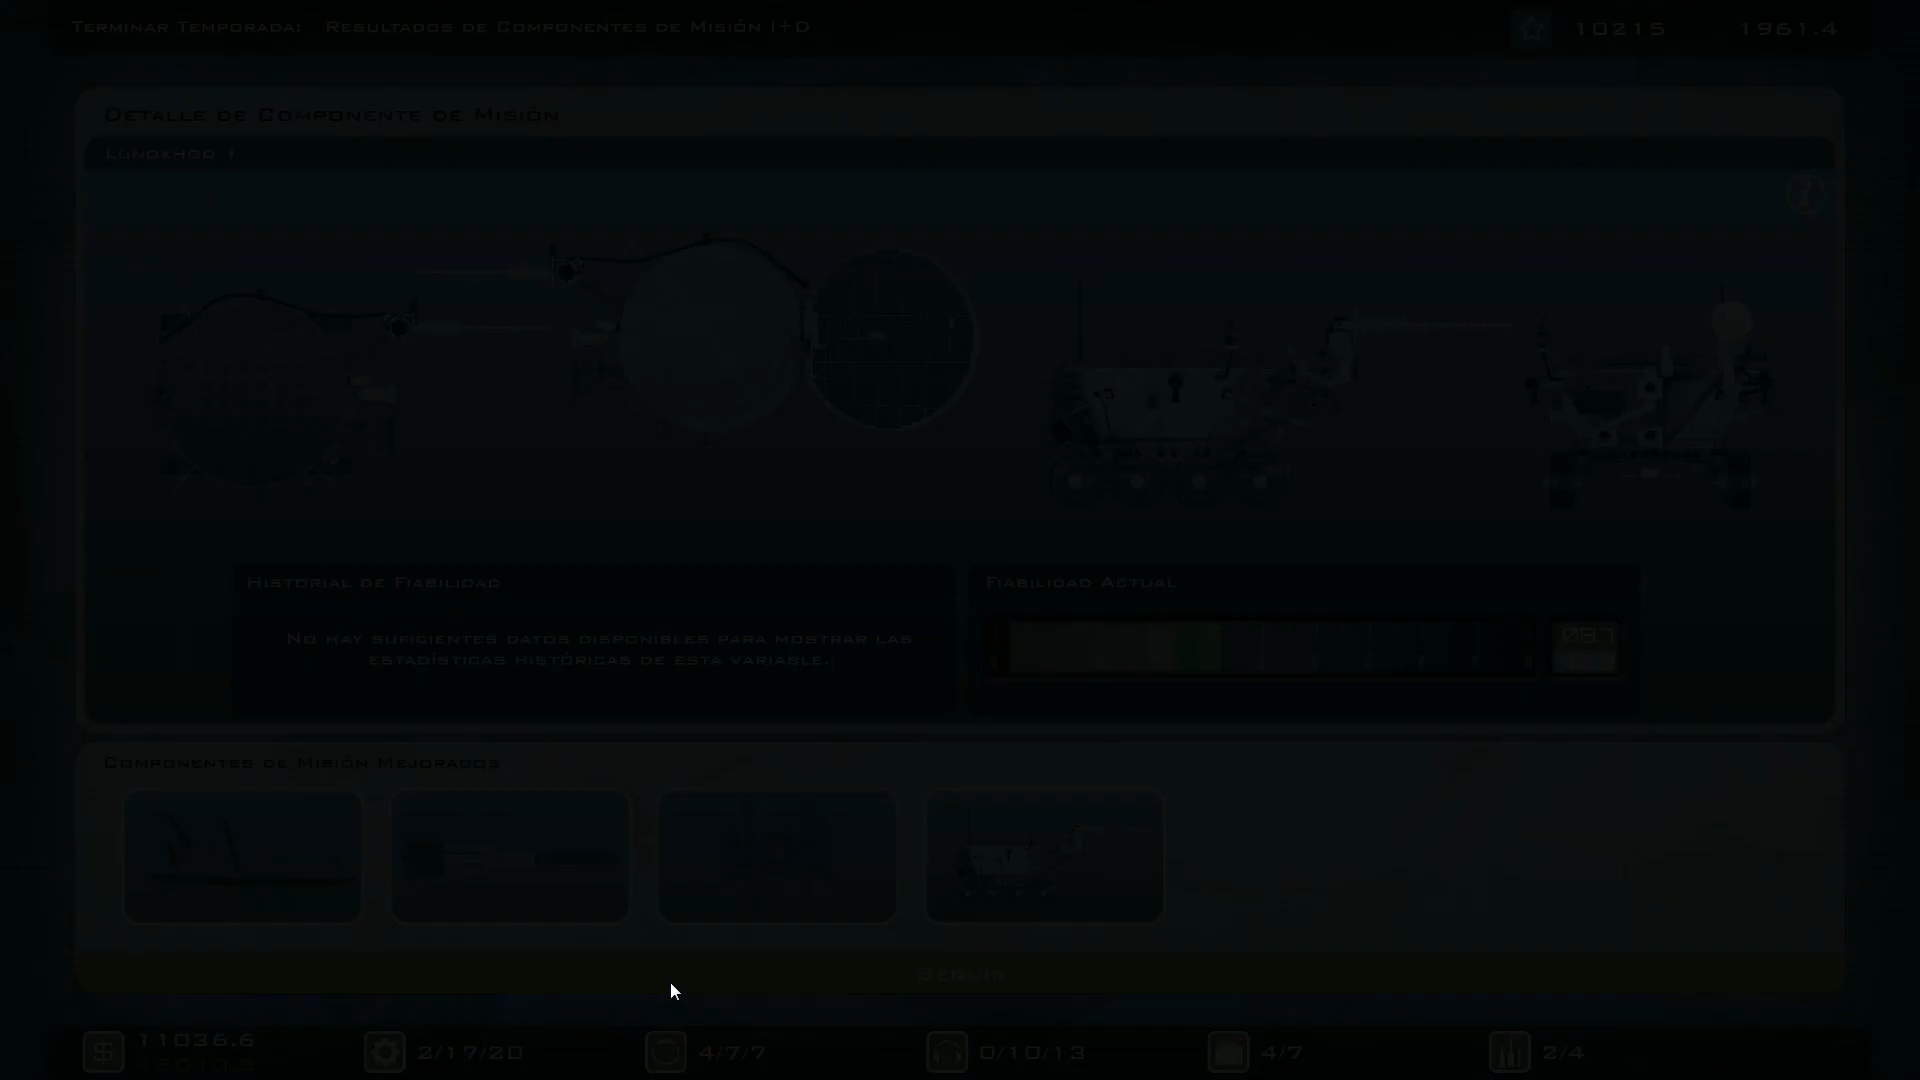 Terminar Temporada: Resultados de Componentes de Misión I+D
10215
1961.4
Detalle de Componente de Misión
Lunokhod 1
Historial de Fiabilidad
Fiabilidad Actual
No hay suficientes datos disponibles para mostrar las
estadísticas históricas de esta variable.
Componentes de Misión Mejorados
Seguir
11036.6
2/17/20
4/7/7
0/10/13
4/7
2/4